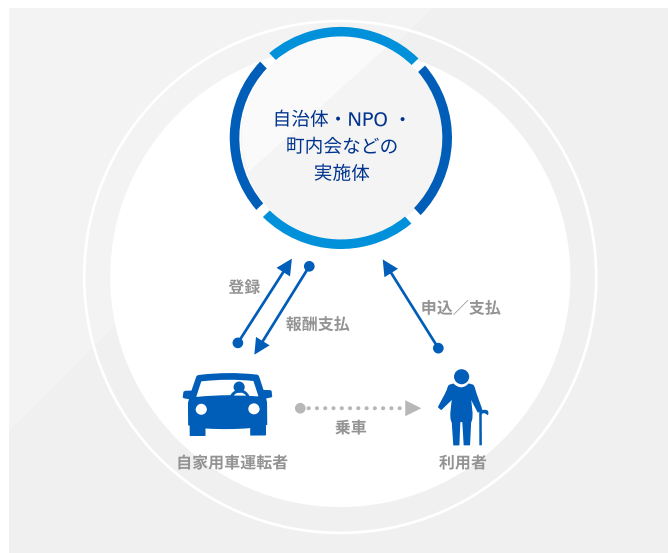 自治体・NPO ・
町内会などの
実施体
登録
報酬支払
申込／支払
乗車
自家用車運転者
利用者